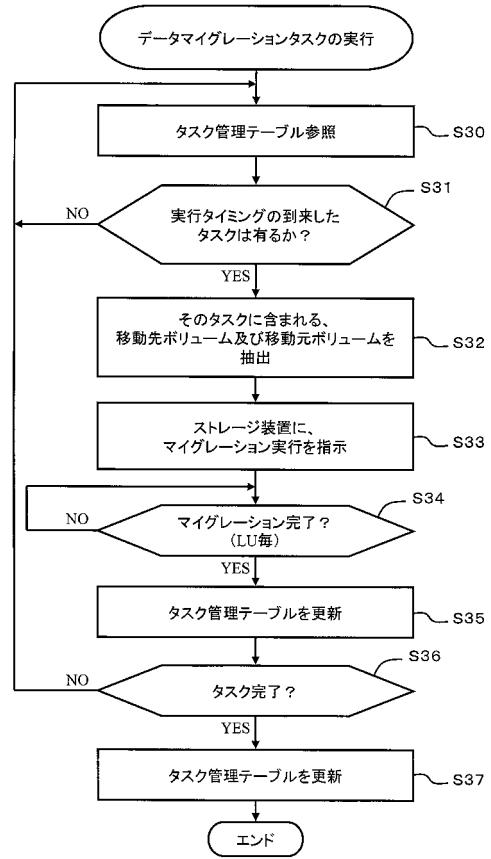 データマイグレーションタスクの実行
タスク管理テーブル参照
S30
S31
実行タイミングの到来した
タスクは有るか？
NO
YES
そのタスクに含まれる、
移動先ボリューム及び移動元ボリュームを
抽出
S32
ストレージ装置に、
マイグレーション実行を指示
S33
S34
マイグレーション完了？
(LU毎)
NO
YES
タスク管理テーブルを更新
S35
S36
タスク完了？
NO
YES
タスク管理テーブルを更新
S37
エンド